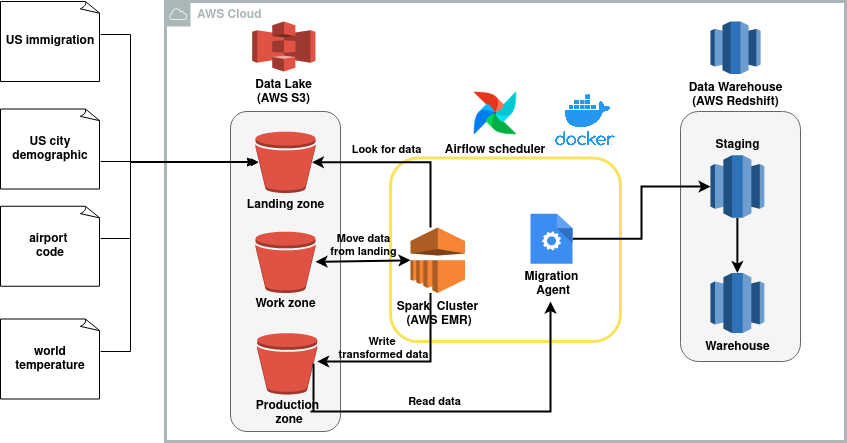 AWS Cloud
US immigration
US city
demographic
airport
code
world
temperature
Data Lake
(AWS S3)
Landing zone
Work zone
Production
zone
Look for data
Move data
from landing
Write
transformed data
Read data
Airflow scheduler
docker
Spark Cluster
(AWS EMR)
Migration
Agent
Data Warehouse
(AWS Redshift)
Staging
Warehouse